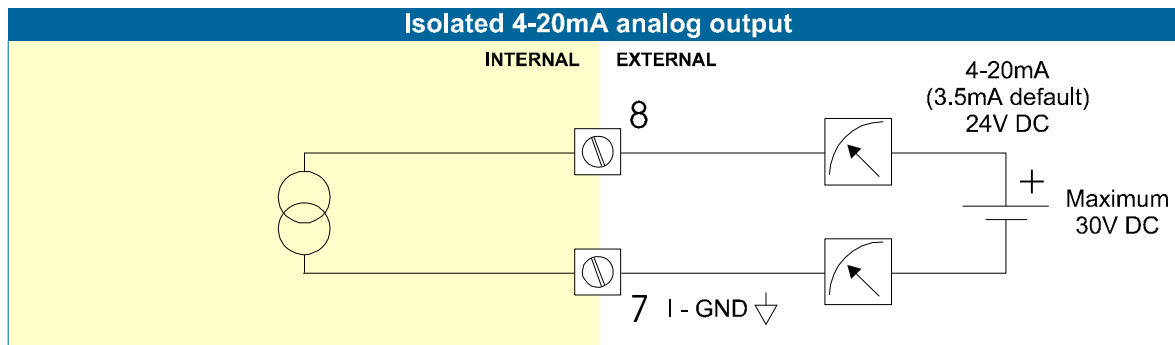 Isolated 4-20mA analog output
INTERNAL EXTERNAL
4-20mA
(3.5mA default)
24V DC
8
+
Maximum
30V DC
7 I - GND